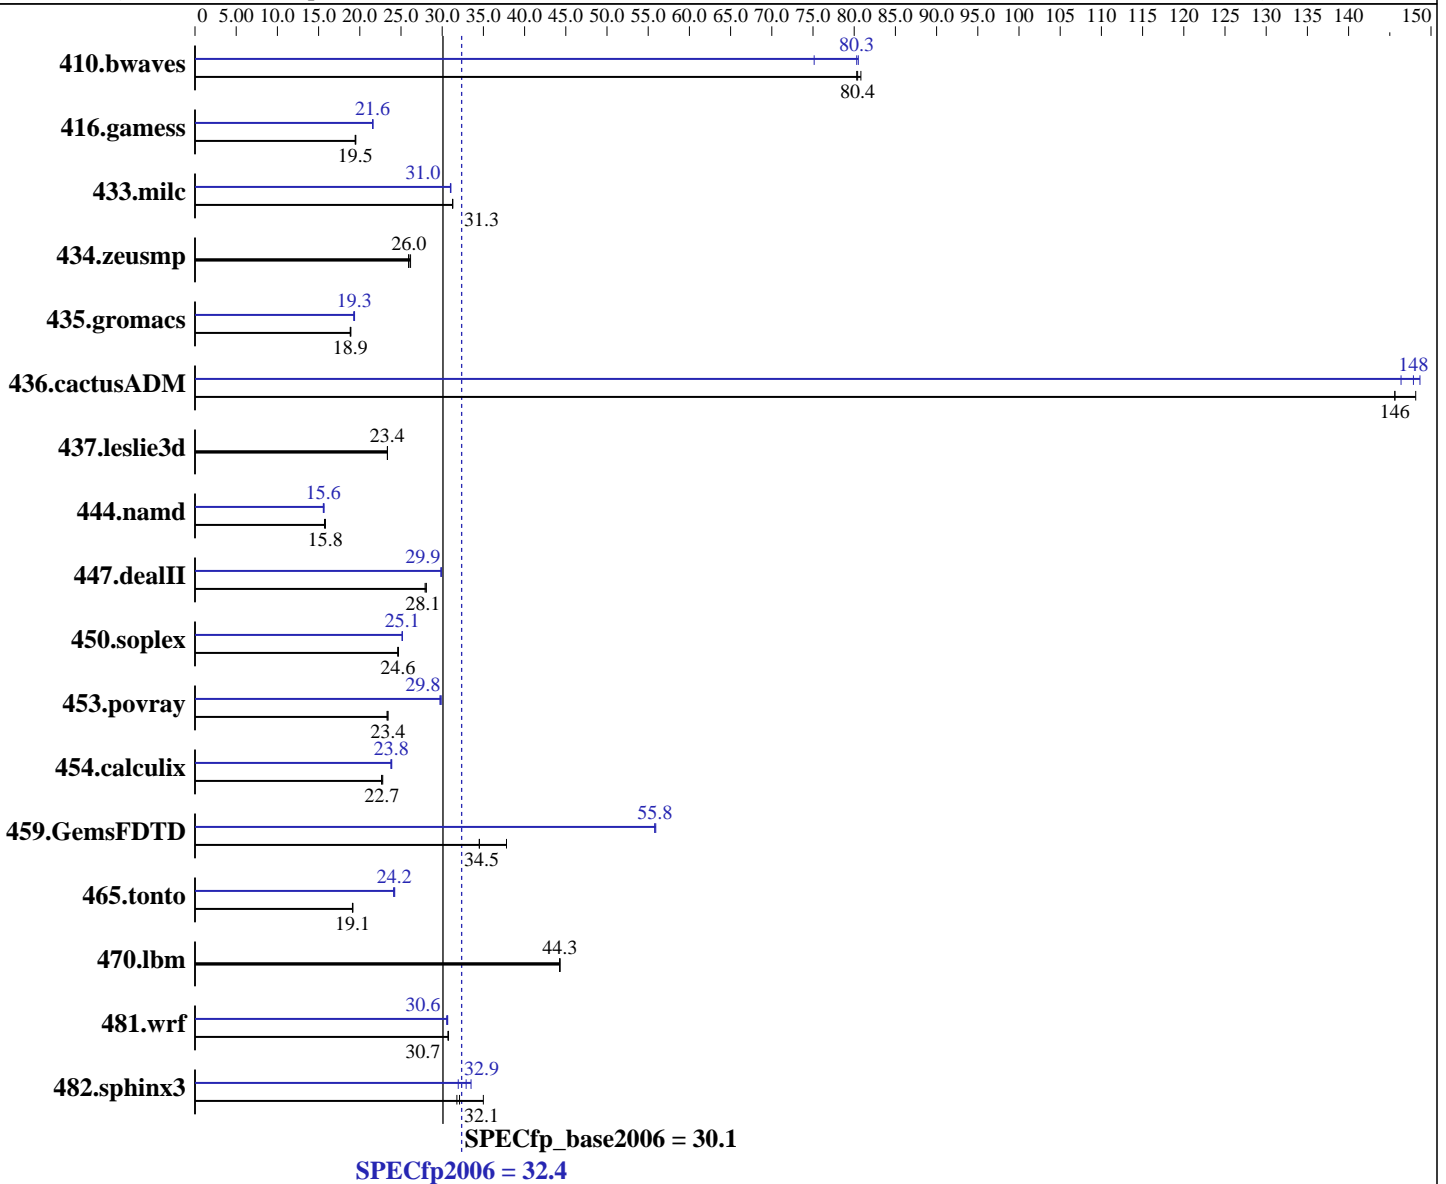 0 5.00 10.0 15.0 20.0 25.0 30.0 35.0 40.0 45.0 50.0 55.0 60.0 65.0 70.0 75.0 80.0 85.0 90.0 95.0 100 105 110 115 120 125 130 135 140 150
410.bwaves 80.3
80.4
416.gamess 21.6
19.5
433.milc 31.0
31.3
434.zeusmp 26.0
435.gromacs 19.3
18.9
436.cactusADM 148
146
437.leslie3d 23.4
444.namd 15.6
15.8
447.dealII 29.9
28.1
450.soplex 25.1
24.6
453.povray 29.8
23.4
454.calculix 23.8
22.7
459.GemsFDTD 55.8
34.5
465.tonto 24.2
19.1
470.lbm 44.3
481.wrf 30.6
30.7
482.sphinx3 32.9
32.1
SPECfp_base2006 = 30.1
SPECfp2006 = 32.4